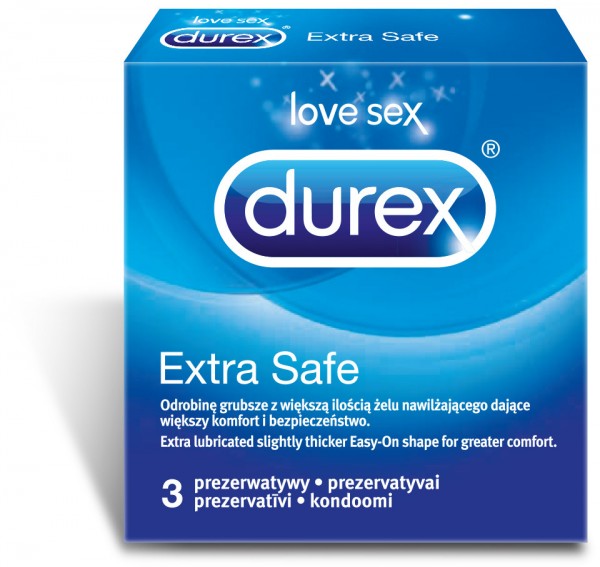 love sex
durex Extra Safe
love sex
durex®
Extra Safe
Odrobinę grubsze z większą ilością żelu nawilżającego dające
większy komfort i bezpieczeństwo.
Extra lubricated slightly thicker Easy-On shape for greater comfort.
3 prezerwatywy • prezervatyvai
prezervatīvi • kondoomi